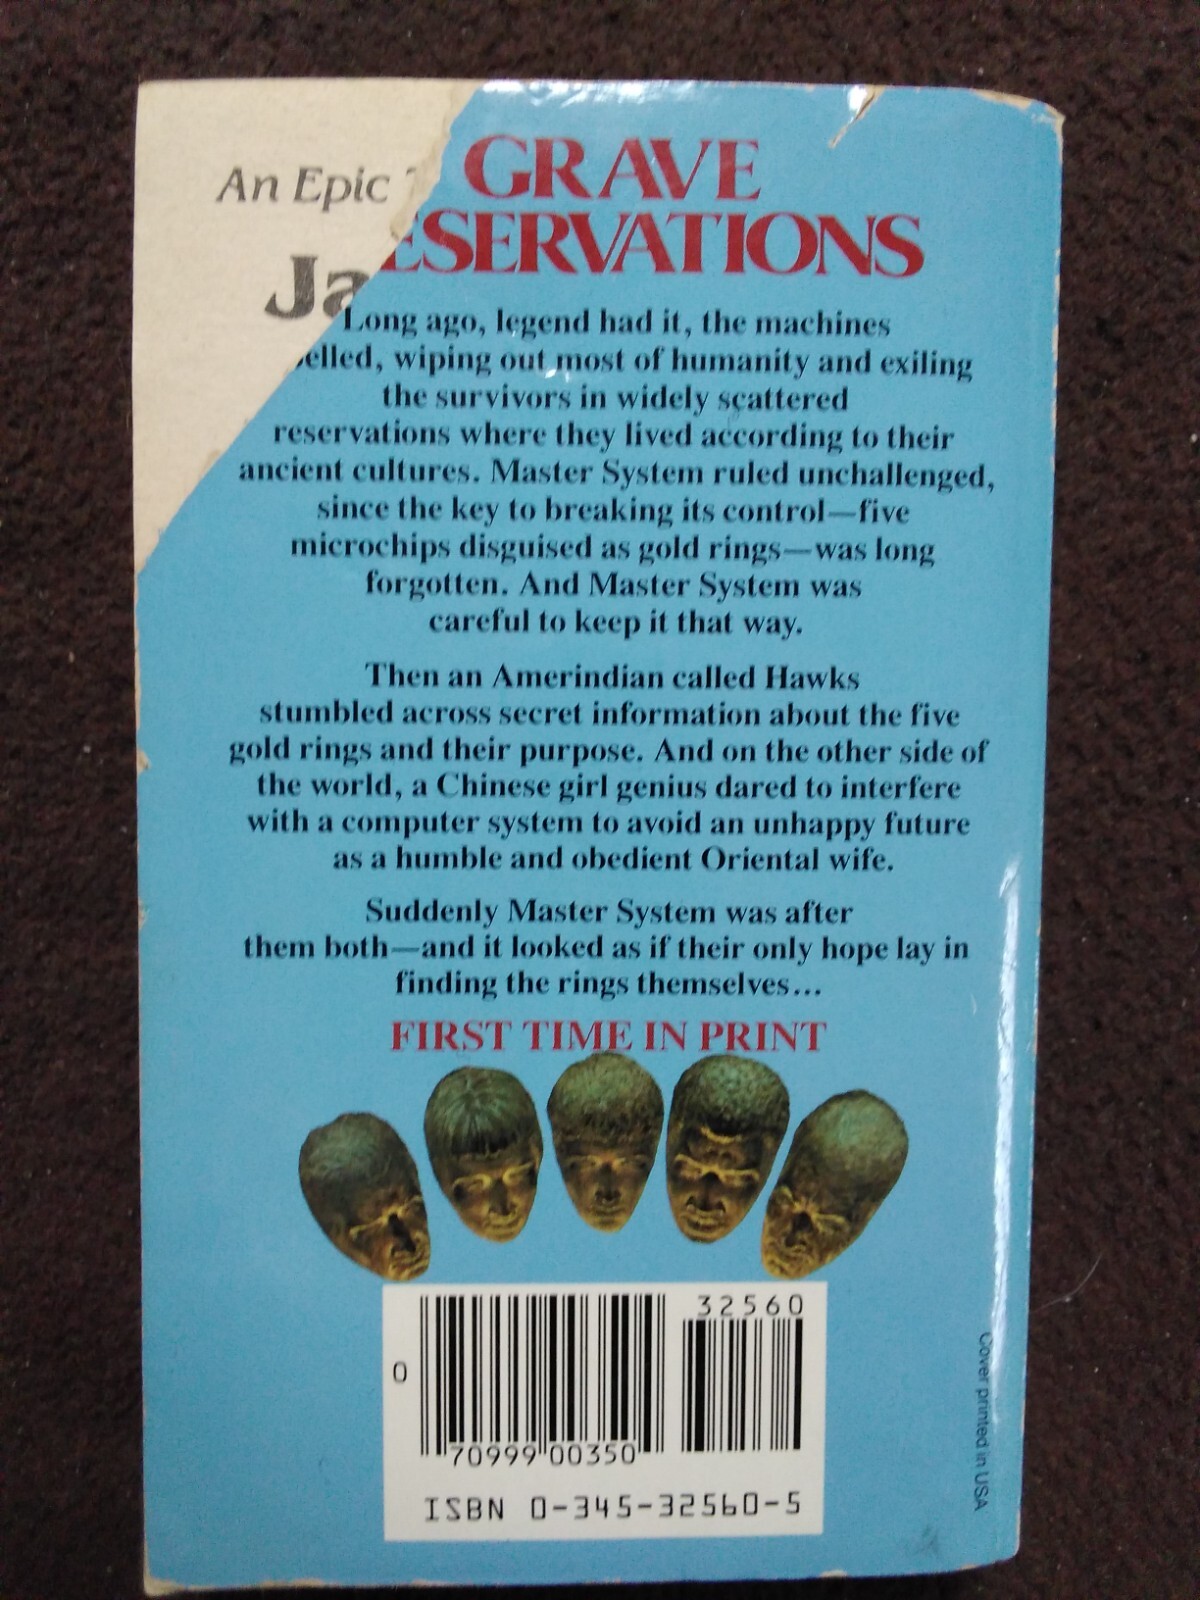 An Epic
GRAVE
Ja
ESERVATIONS
Long ago, legend had it, the machines
elled, wiping out most of humanity and exiling
the survivors in widely scattered
reservations where they lived according to their
ancient cultures. Master System ruled unchallenged,
since the key to breaking its control—five
microchips disguised as gold rings—was long
forgotten. And Master System was
careful to keep it that way.
Then an Amerindian called Hawks
stumbled across secret information about the five
gold rings and their purpose. And on the other side of
the world, a Chinese girl genius dared to interfere
with a computer system to avoid an unhappy future
as a humble and obedient Oriental wife.
Suddenly Master System was after
them both—and it looked as if their only hope lay in
finding the rings themselves...
FIRST TIME IN PRINT
32560
0
70999 00350
ISBN 0-345-32560-5
Cover printed in USA